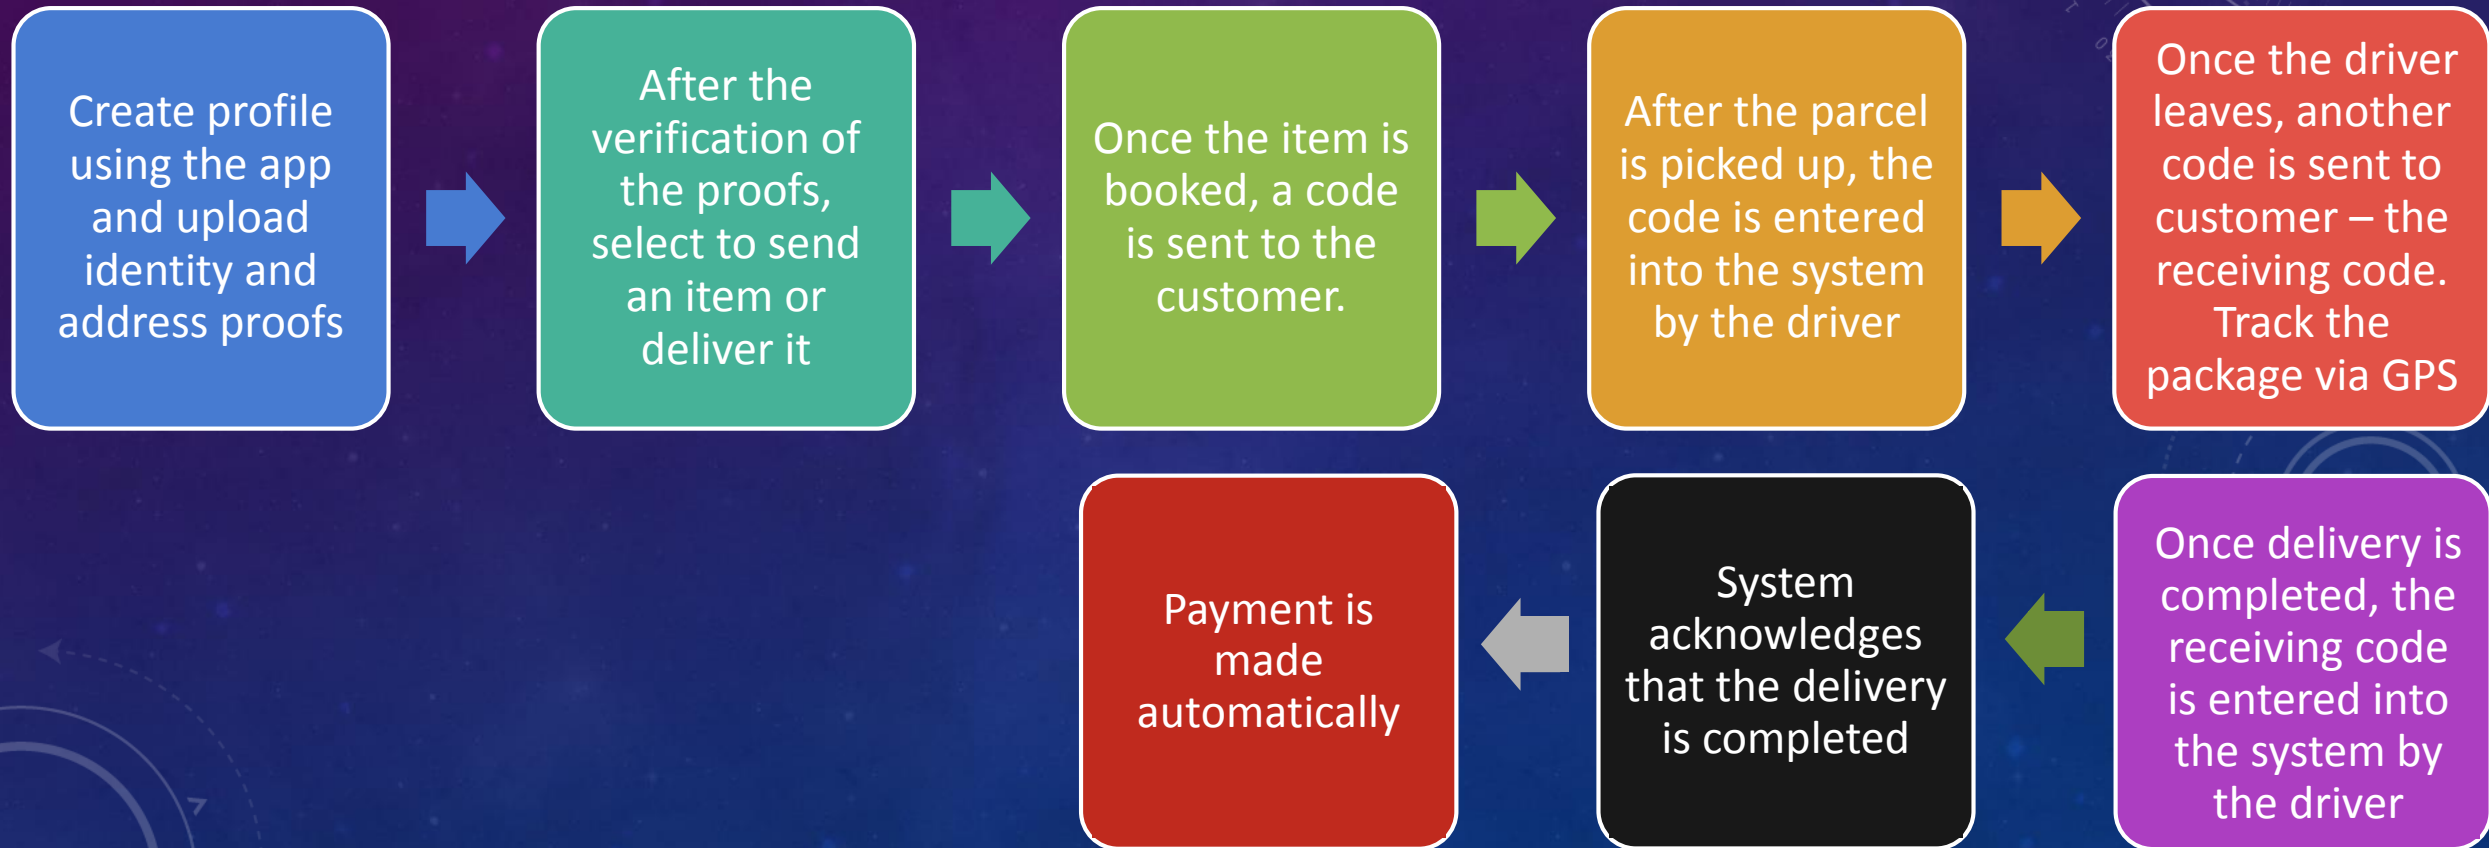 Create profile
using the app
and upload
identity and
address proofs
After the
verification of
the proofs,
select to send
an item or
deliver it
Once the item is
booked, a code
is sent to the
customer.
After the parcel
is picked up, the
code is entered
into the system
by the driver
Once the driver
leaves, another
code is sent to
customer – the
receiving code.
Track the
package via GPS
Once delivery is
completed, the
receiving code
is entered into
the system by
the driver
System
acknowledges
that the delivery
is completed
Payment is
made
automatically